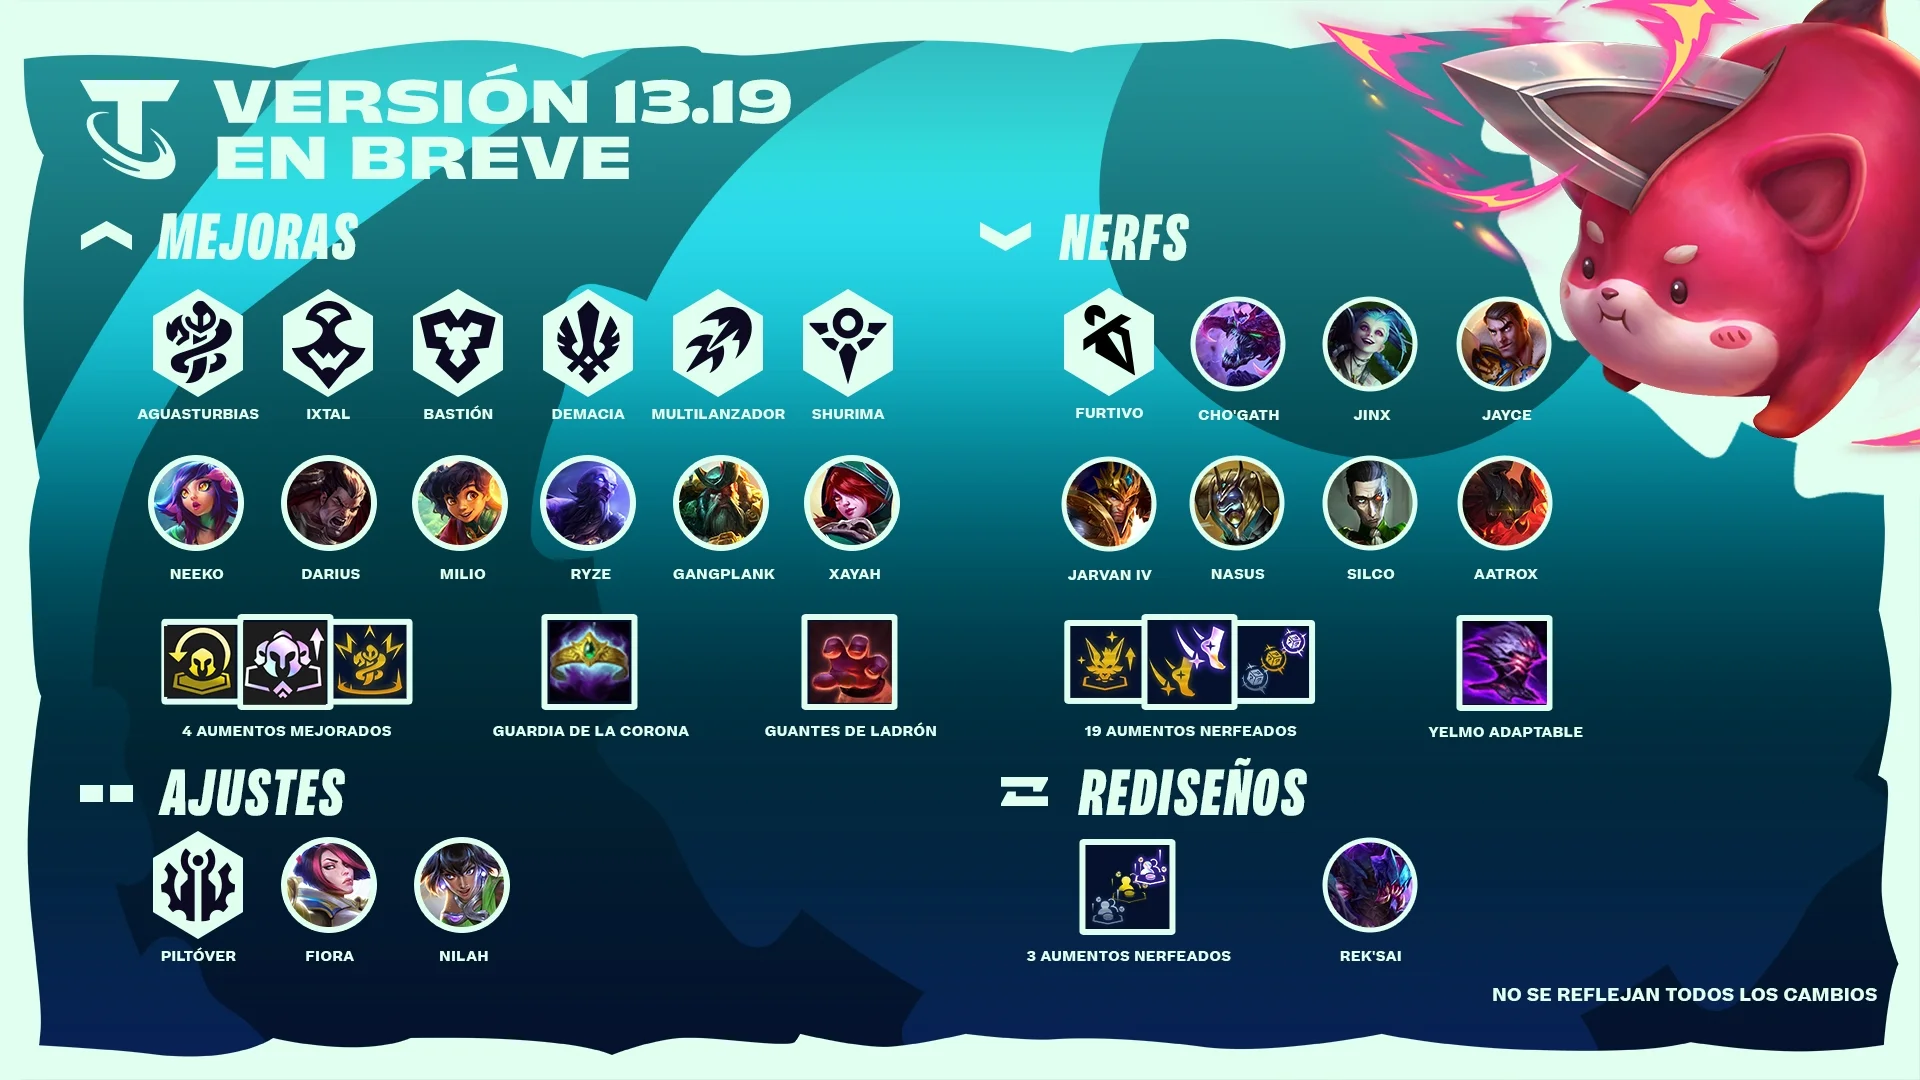 VERSIÓN 13.19
EN BREVE
MEJORAS
AGUASTURBIAS IXTAL BASTIÓN DEMACIA MULTILANZADOR SHURIMA
NEEKO DARIUS MILIO RYZE GANGPLANK XAYAH
4 AUMENTOS MEJORADOS GUARDIA DE LA CORONA GUANTES DE LADRÓN
NERFS
FURTIVO CHO'GATH JINX JAYCE
JARVAN IV NASUS SILCO AATROX
19 AUMENTOS NERFEADOS YELMO ADAPTABLE
AJUSTES
PILTÓVER FIORA NILAH
REDISEÑOS
3 AUMENTOS NERFEADOS REK'SAI
NO SE REFLEJAN TODOS LOS CAMBIOS